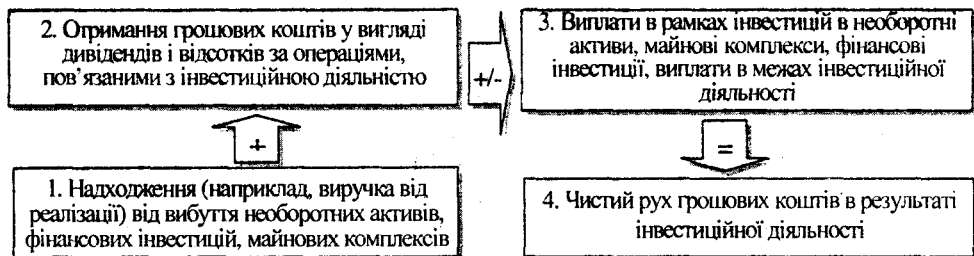 2. Отримання грошових коштів у вигляді
дивідендів і відсотків за операціями,
пов’язаними з інвестиційною діяльністю
+/-
3. Виплати в рамках інвестицій в необоротні
активи, майнові комплекси, фінансові
інвестиції, виплати в межах інвестиційної
діяльності
+
=
1. Надходження (наприклад, виручка від
реалізації) від вибуття необоротних активів,
фінансових інвестицій, майнових комплексів
4. Чистий рух грошових коштів в результаті
інвестиційної діяльності